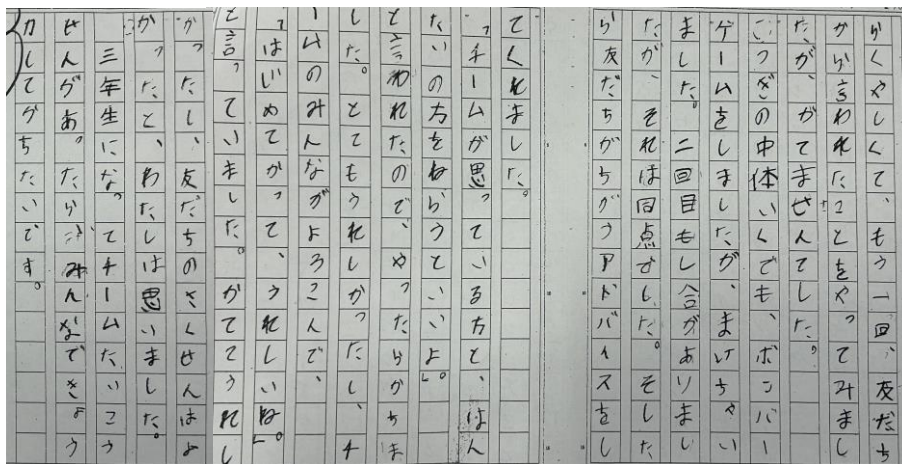 らくやしくて、もう一回、友だち
から言われたことをやってみまし
たが、がてませんてした。
ごつぎの中体いくでも、ボンバー
ゲームをしましたが、まけちゃい
ました。二回目もし合がありまし
たが、それは同点でした。そした
ら友だちがちがうアドバイスをし
てくれました。
「チームが思っている方と、はん
たいの方をねらうといいよ」。
と言われたので、やったらかちま
した。とてもうれしかったし、チ
ームのみんながよろこんで、
「はじめてかって、うれしいね」。
と言っていました。がてうれし
かったし、友だちのさくせんはよ
かったと、わたしは思いました。
三年生になってチームたいこう
せんがあったら、みんなできょう
力してがちたいです。